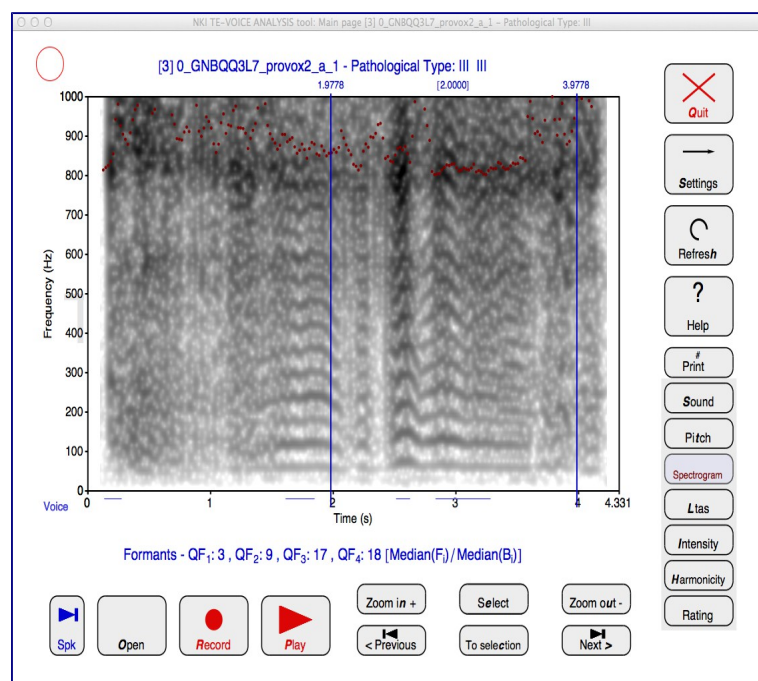 NKI TE-VOICE ANALYSIS tool: Main page [3] 0_GNBQQ3L7_provox2_a_1 – Pathological Type: III
[3] 0_GNBQQ3L7_provox2_a_1 - Pathological Type: III III
1.9778 [2.0000] 3.9778
1000
900
800
700
600
500
400
300
200
100
0
Frequency (Hz)
0 1 2 3 4 4.331
Voice
Time (s)
Formants - QF1: 3 , QF2: 9 , QF3: 17 , QF4: 18 [Median(Fi)/Median(Bi)]
Quit
Settings
Refresh
?
Help
#
Print
Sound
Pitch
Spectrogram
Ltas
Intensity
Harmonicity
Rating
Spk
Open
Record
Play
Zoom in +
Select
Zoom out -
< Previous
To selection
Next >